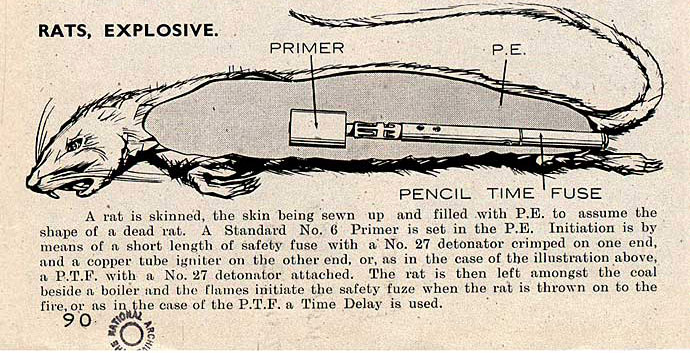 RATS, EXPLOSIVE.
PRIMER
P.E.
PENCIL TIME FUSE
A rat is skinned, the skin being sewn up and filled with P.E. to assume the
shape of a dead rat. A Standard No. 6 Primer is set in the P.E. Initiation is by
means of a short length of safety fuse with a No. 27 detonator crimped on one end,
and a copper tube igniter on the other end, or, as in the case of the illustration above,
a P.T.F. with a No. 27 detonator attached. The rat is then left amongst the coal
beside a boiler and the flames initiate the safety fuze when the rat is thrown on to the
fire, or as in the case of the P.T.F. a Time Delay is used.
90
NATIONAL ARCHIVES
THE